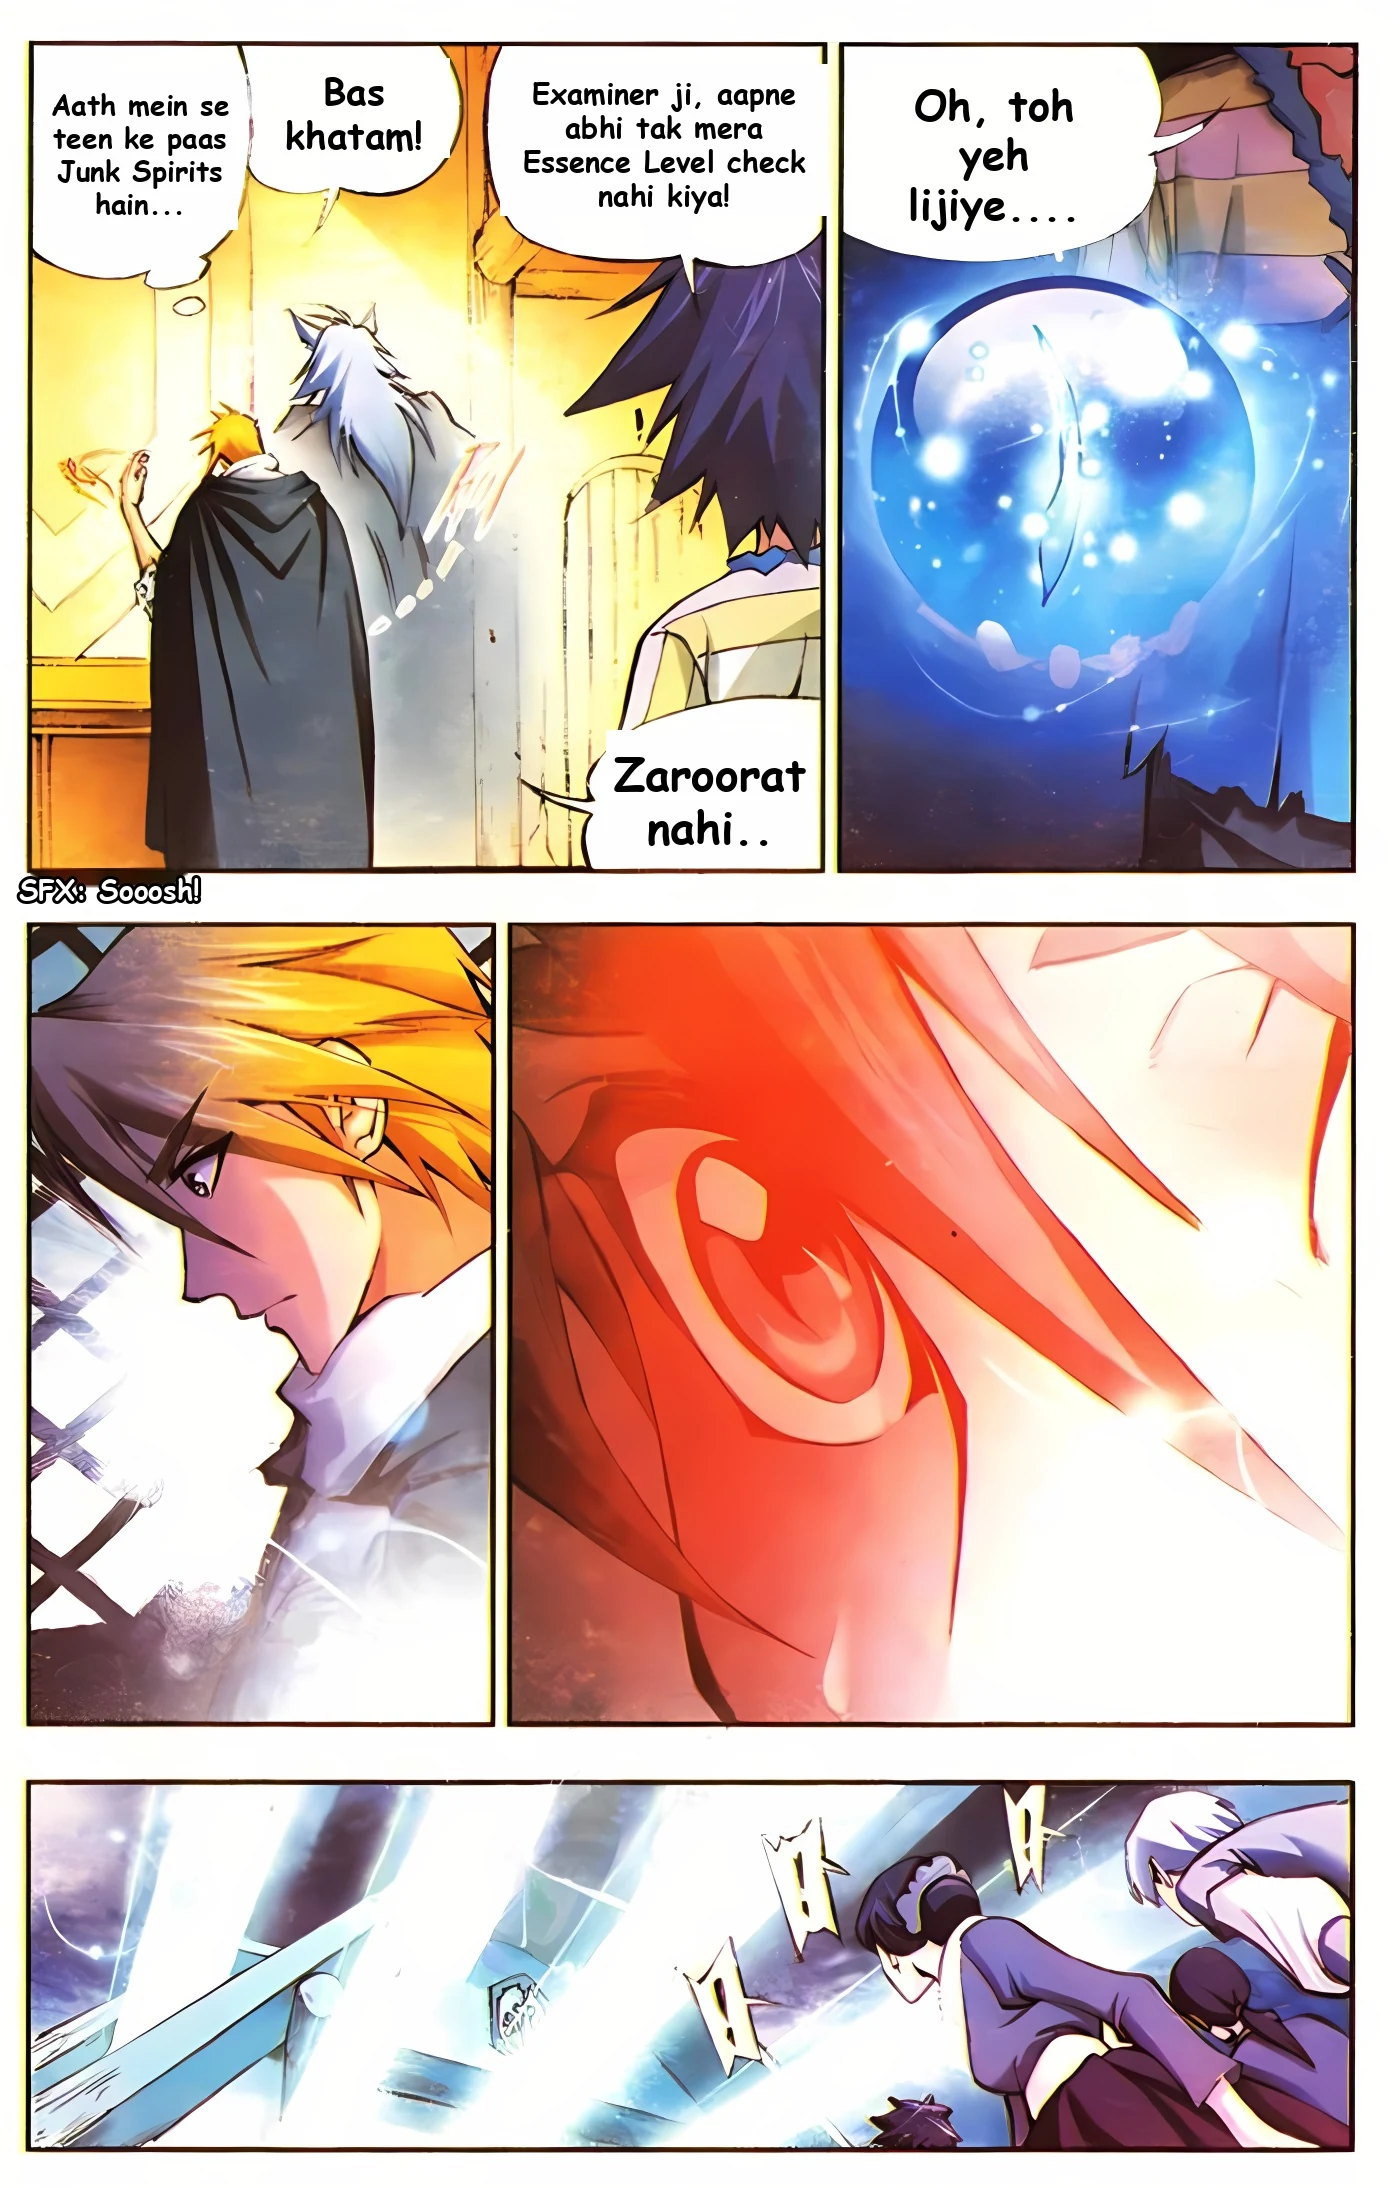 Aath mein se
teen ke paas
Junk Spirits
hain...
Bas
khatam!
Examiner ji, aapne
abhi tak mera
Essence Level check
nahi kiya!
Zaroorat
nahi..
Oh, toh
yeh
lijiye....
SFX: Sooosh!
!
!
!